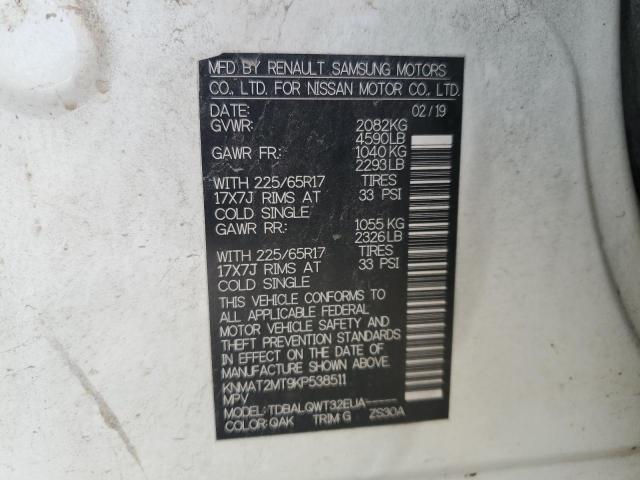 MFD BY RENAULT SAMSUNG MOTORS
CO., LTD. FOR NISSAN MOTOR CO., LTD.
DATE: 02/19
GVWR: 2082KG
4590LB
GAWR FR: 1040 KG
2293LB
WITH 225/65R17 TIRES
17X7J RIMS AT 33 PSI
COLD SINGLE
GAWR RR: 1055 KG
2326LB
WITH 225/65R17 TIRES
17X7J RIMS AT 33 PSI
COLD SINGLE
THIS VEHICLE CONFORMS TO
ALL APPLICABLE FEDERAL
MOTOR VEHICLE SAFETY AND
THEFT PREVENTION STANDARDS
IN EFFECT ON THE DATE OF
MANUFACTURE SHOWN ABOVE.
KNMAT2MT9KP538511
MPV
MODEL: TDBALQWT32EUA-----
COLOR: QAK TRIM: G ZS30A